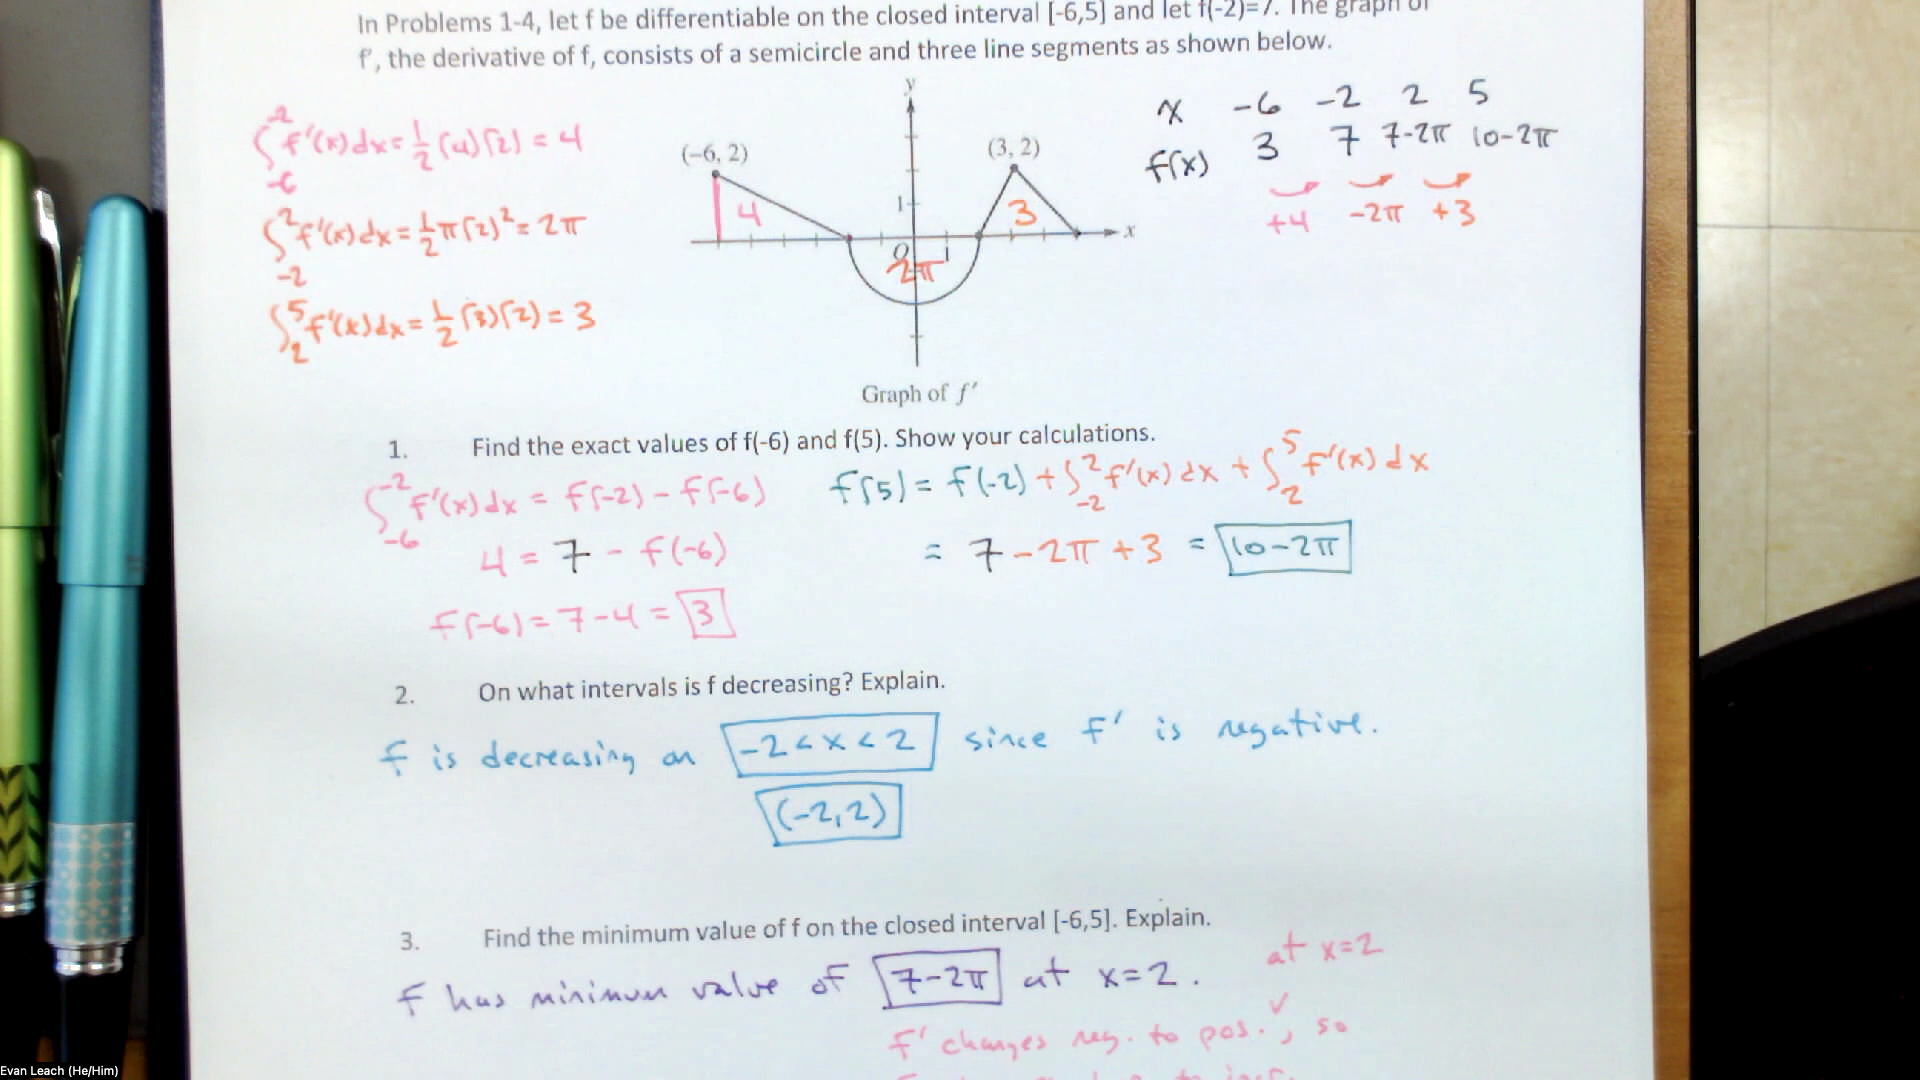 In Problems 1-4, let f be differentiable on the closed interval [-6,5] and let f(-2)=7. The graph of
f', the derivative of f, consists of a semicircle and three line segments as shown below.
∫_{-6}^{-2} f'(x)dx = 1/2 (4)(2) = 4
∫_{-2}^{2} f'(x)dx = 1/2 π(2)² = 2π
∫_{2}^{5} f'(x)dx = 1/2 (3)(2) = 3
y
(-6, 2)
(3, 2)
4
1
3
x
O
1
2π
Graph of f'
x -6 -2 2 5
f(x) 3 7 7-2π 10-2π
+4 -2π +3
1. Find the exact values of f(-6) and f(5). Show your calculations.
∫_{-6}^{-2} f'(x)dx = f(-2) - f(-6)
4 = 7 - f(-6)
f(-6) = 7-4 = 3
f(5) = f(-2) + ∫_{-2}^{2} f'(x) dx + ∫_{2}^{5} f'(x) dx
= 7 - 2π + 3 = 10-2π
2. On what intervals is f decreasing? Explain.
f is decreasing on -2<x<2 since f' is negative.
(-2,2)
3. Find the minimum value of f on the closed interval [-6,5]. Explain.
f has minimum value of 7-2π at x=2.
at x=2
✓
f' changes neg. to pos., so
to incr.
Evan Leach (He/Him)